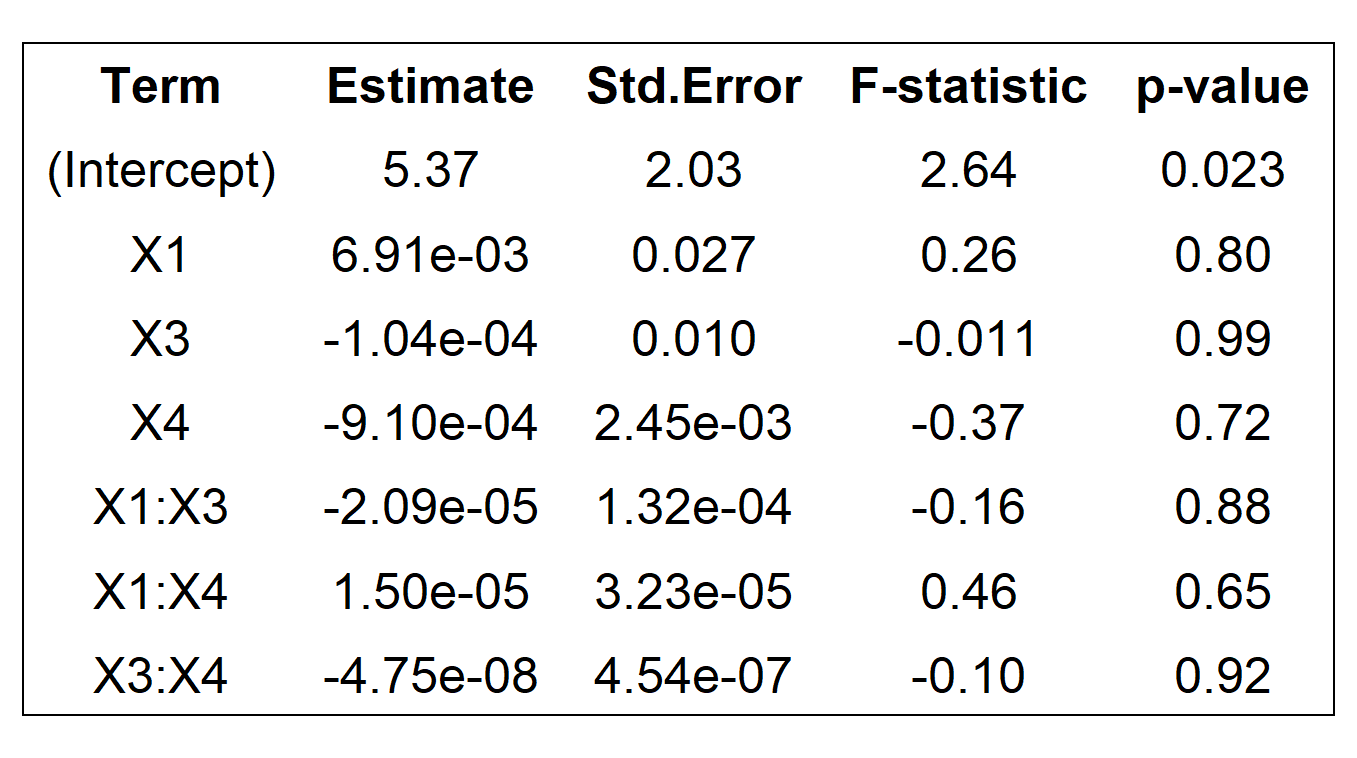 Term Estimate Std.Error F-statistic p-value
(Intercept) 5.37 2.03 2.64 0.023
X1 6.91e-03 0.027 0.26 0.80
X3 -1.04e-04 0.010 -0.011 0.99
X4 -9.10e-04 2.45e-03 -0.37 0.72
X1:X3 -2.09e-05 1.32e-04 -0.16 0.88
X1:X4 1.50e-05 3.23e-05 0.46 0.65
X3:X4 -4.75e-08 4.54e-07 -0.10 0.92